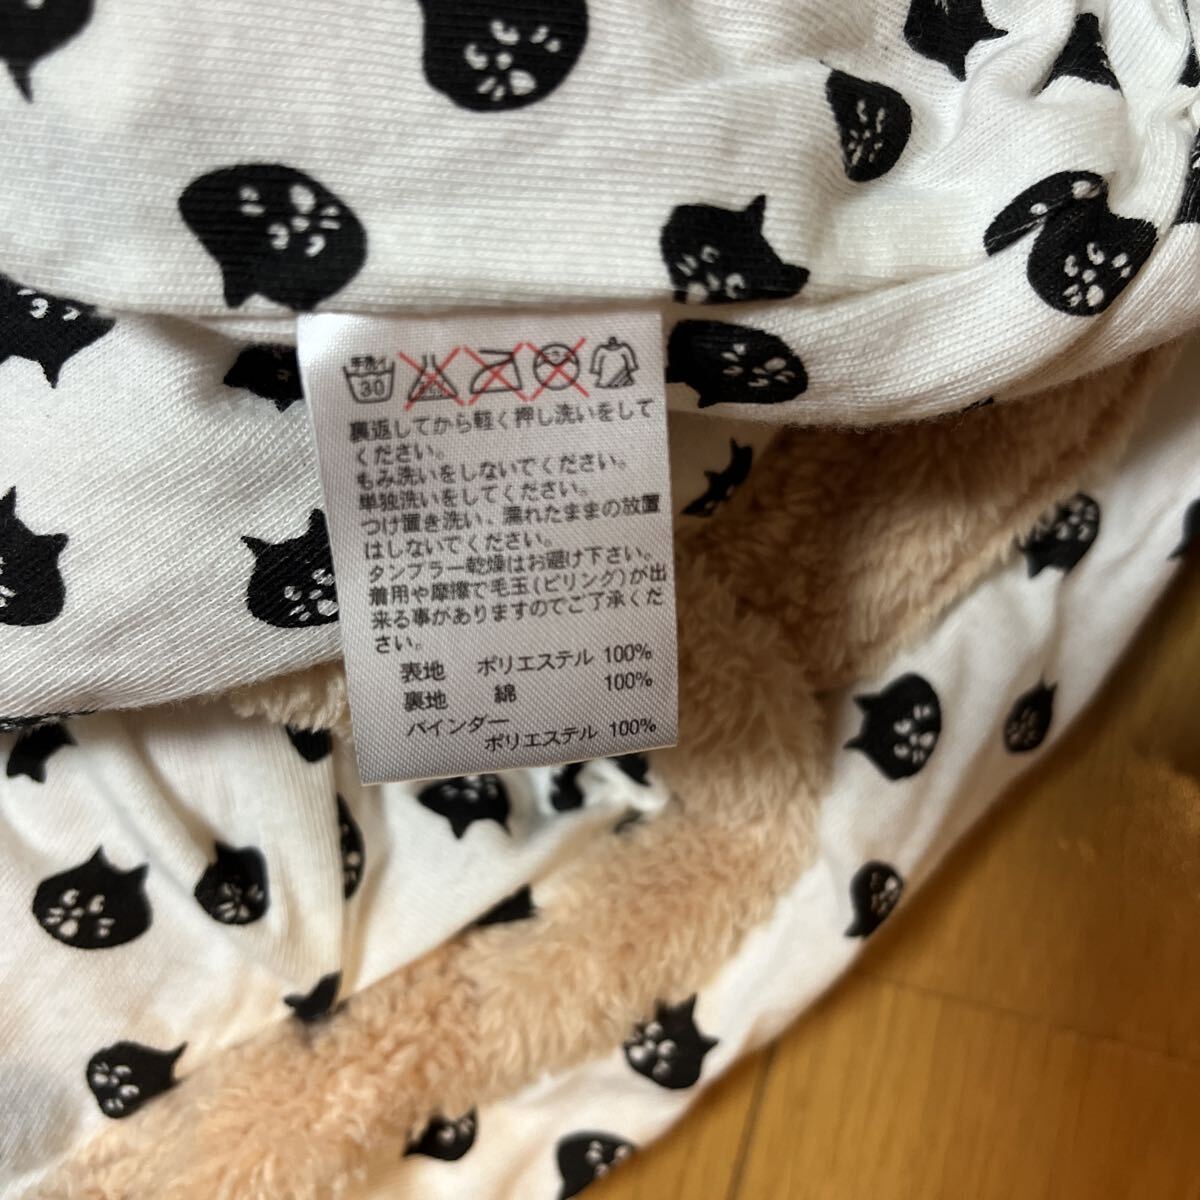 手洗イ
30
裏返してから軽く押し洗いをして
ください。
もみ洗いをしないでください。
単独洗いをしてください。
つけ置き洗い、濡れたままの放置
はしないでください。
タンブラー乾燥はお避け下さい。
着用や摩擦で毛玉(ピリング)が出
来る事がありますのでご了承くだ
さい。
表地 ポリエステル 100%
裏地 綿 100%
バインダー
ポリエステル 100%